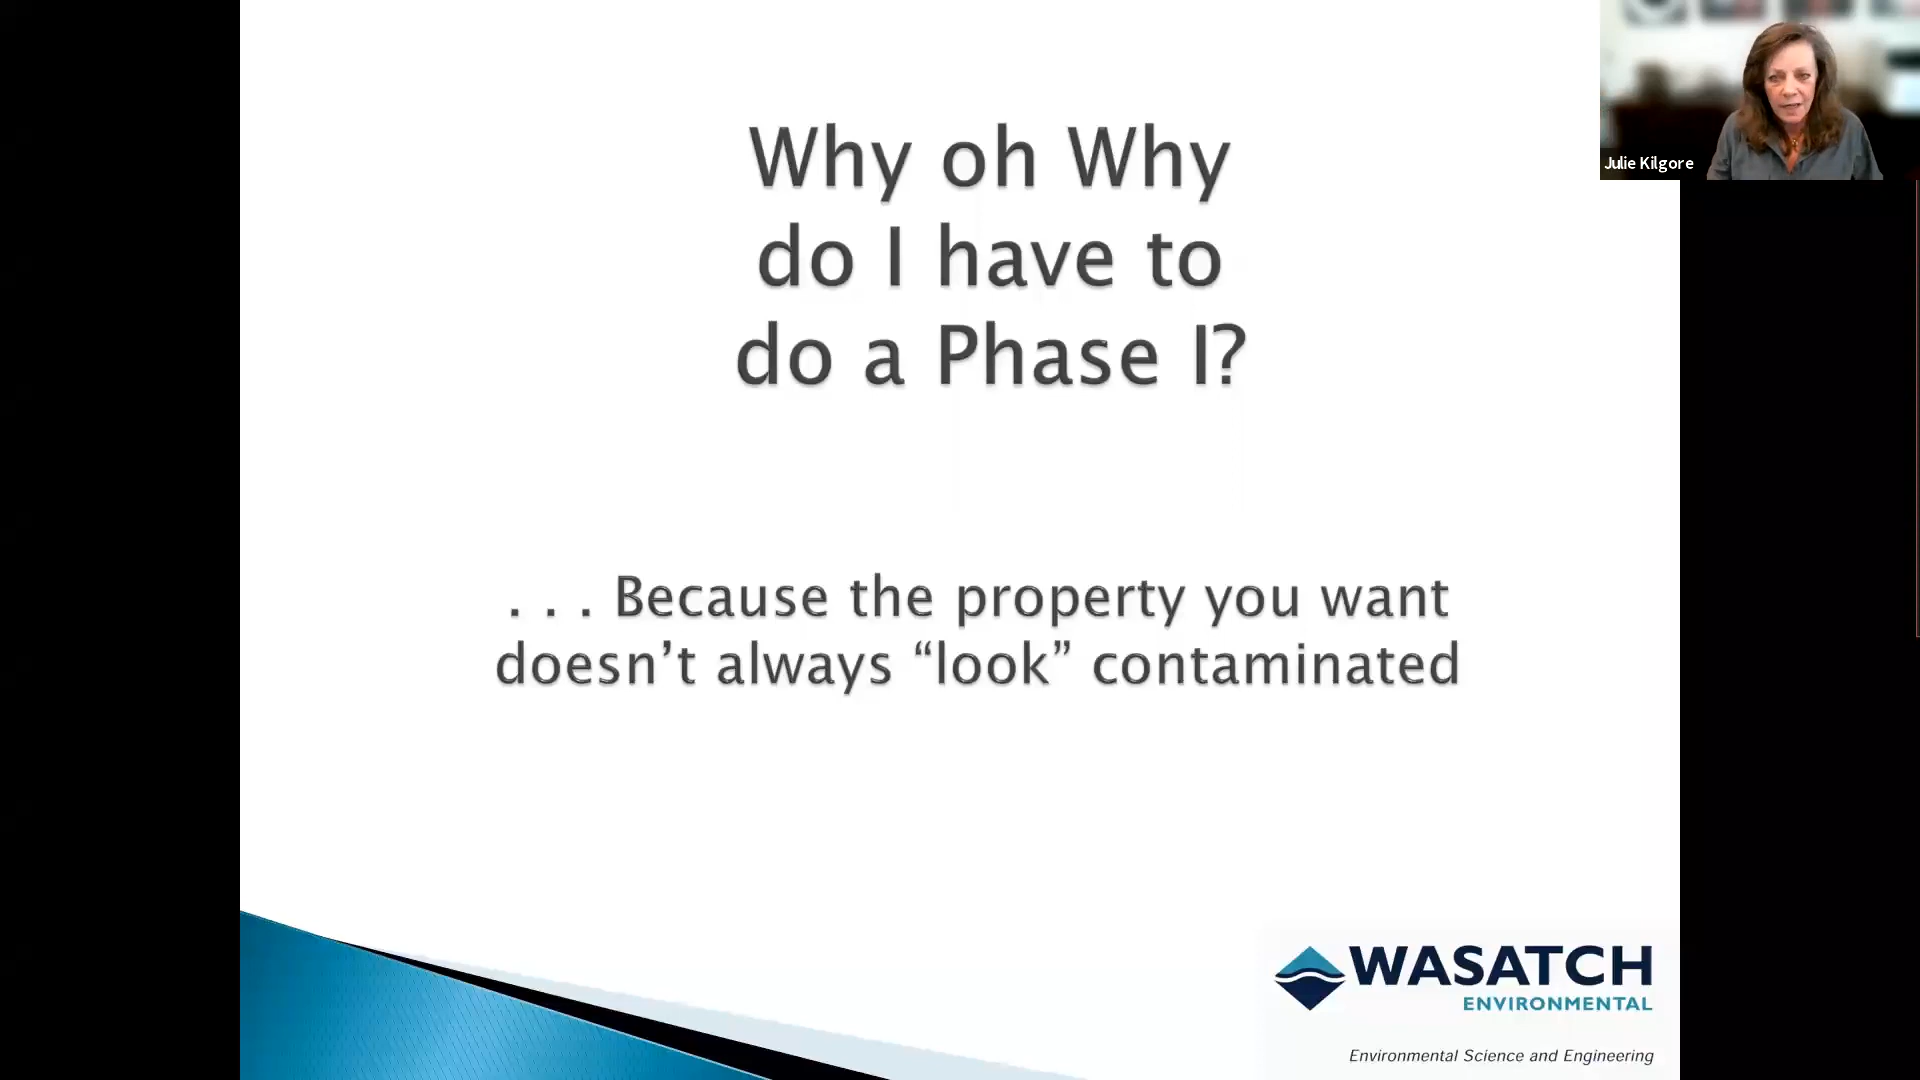 Why oh Why
do I have to
do a Phase I?
. . . Because the property you want
doesn’t always “look” contaminated
Julie Kilgore
WASATCH
ENVIRONMENTAL
Environmental Science and Engineering